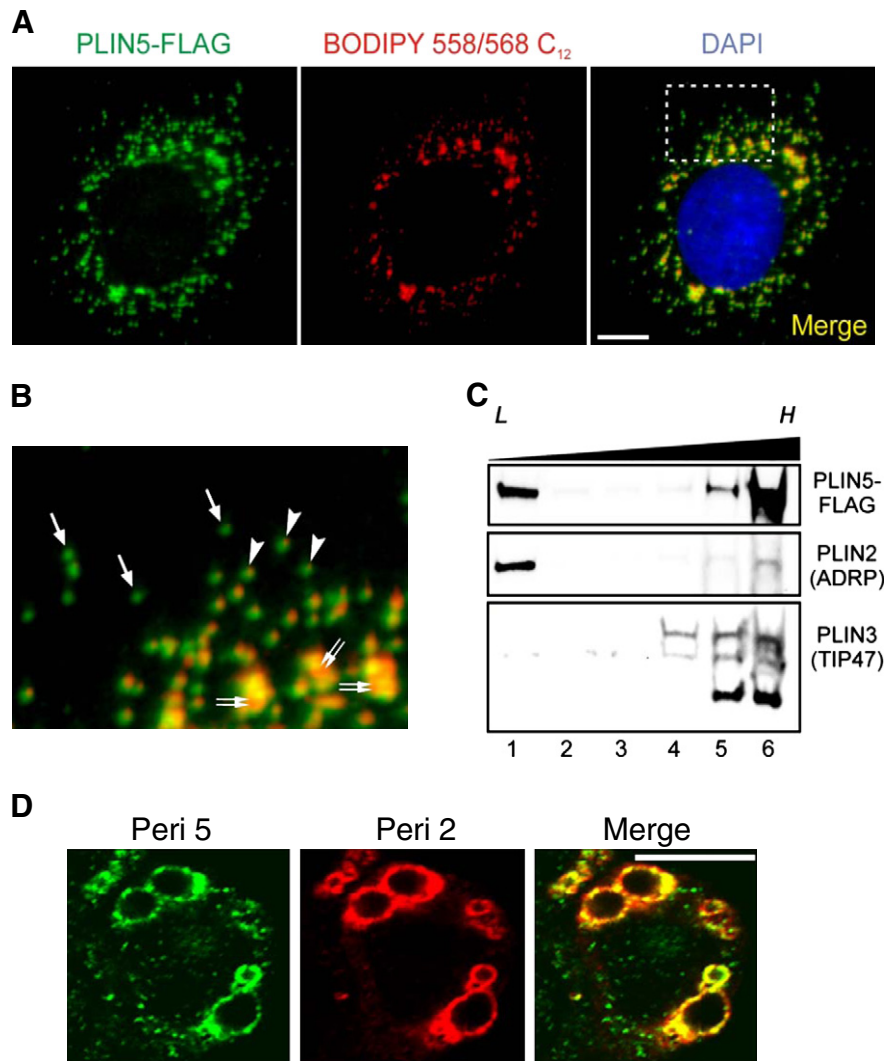 A
PLIN5-FLAG
BODIPY 558/568 C12
DAPI
Merge
B
C
L
H
PLIN5-
FLAG
PLIN2
(ADRP)
PLIN3
(TIP47)
1 2 3 4 5 6
D
Peri 5
Peri 2
Merge